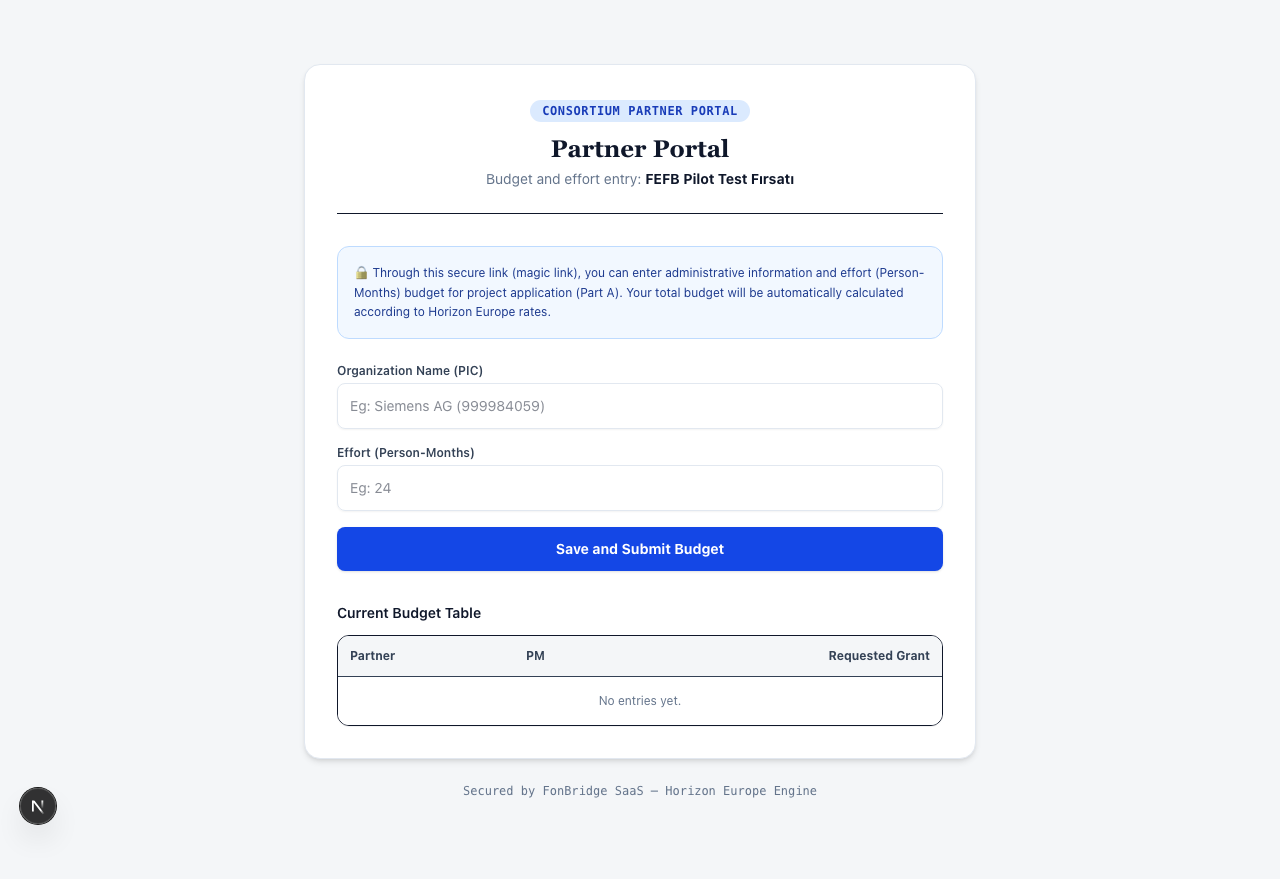 CONSORTIUM PARTNER PORTAL
Partner Portal
Budget and effort entry: FEFB Pilot Test Fırsatı
🔒 Through this secure link (magic link), you can enter administrative information and effort (Person-
Months) budget for project application (Part A). Your total budget will be automatically calculated
according to Horizon Europe rates.
Organization Name (PIC)
Eg: Siemens AG (999984059)
Effort (Person-Months)
Eg: 24
Save and Submit Budget
Current Budget Table
Partner PM Requested Grant
No entries yet.
Secured by FonBridge SaaS — Horizon Europe Engine
N